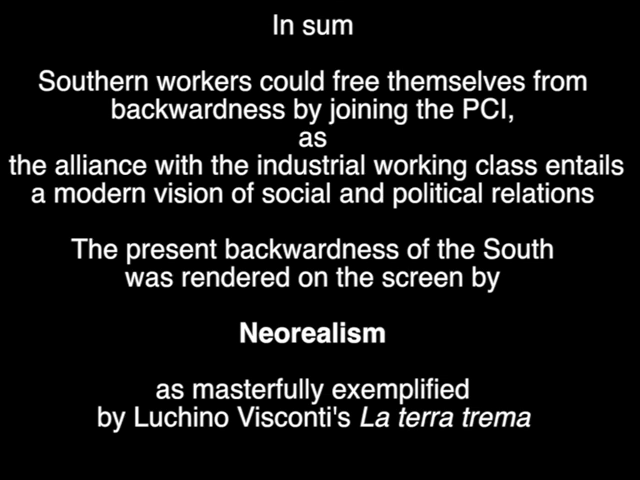 In sum
Southern workers could free themselves from
backwardness by joining the PCI,
as
the alliance with the industrial working class entails
a modern vision of social and political relations
The present backwardness of the South
was rendered on the screen by
Neorealism
as masterfully exemplified
by Luchino Visconti's La terra trema